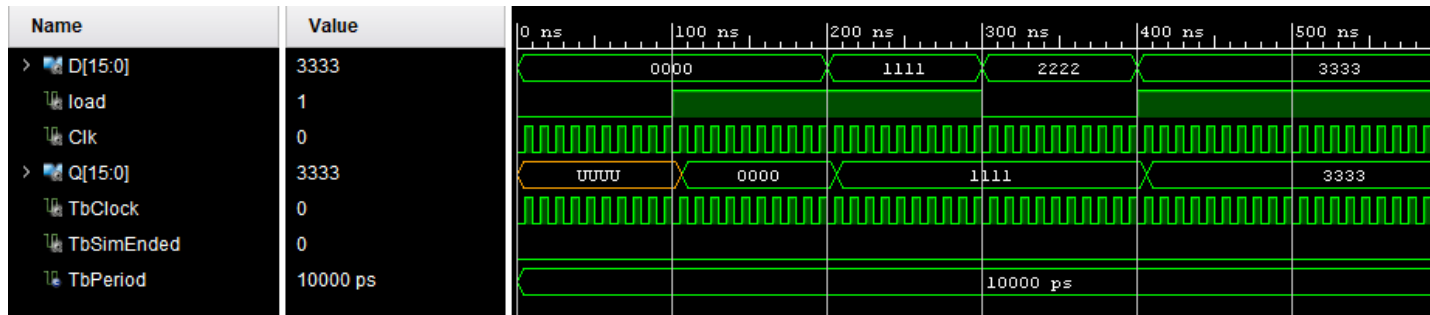 Name Value 0 ns 100 ns 200 ns 300 ns 400 ns 500 ns
D[15:0] 3333 0000 1111 2222 3333
load 1
Clk 0
Q[15:0] 3333 UUUU 0000 1111 3333
TbClock 0
TbSimEnded 0
TbPeriod 10000 ps 10000 ps